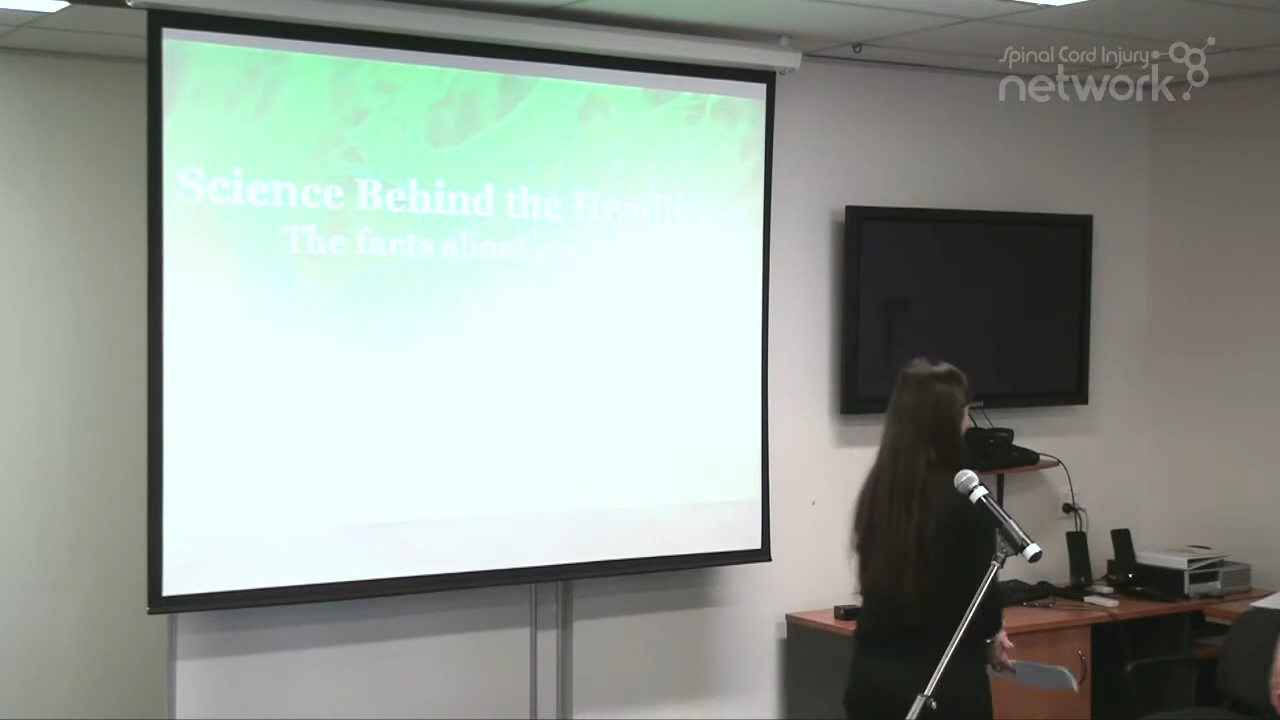 Spinal Cord Injury
network
Science Behind the
The facts about